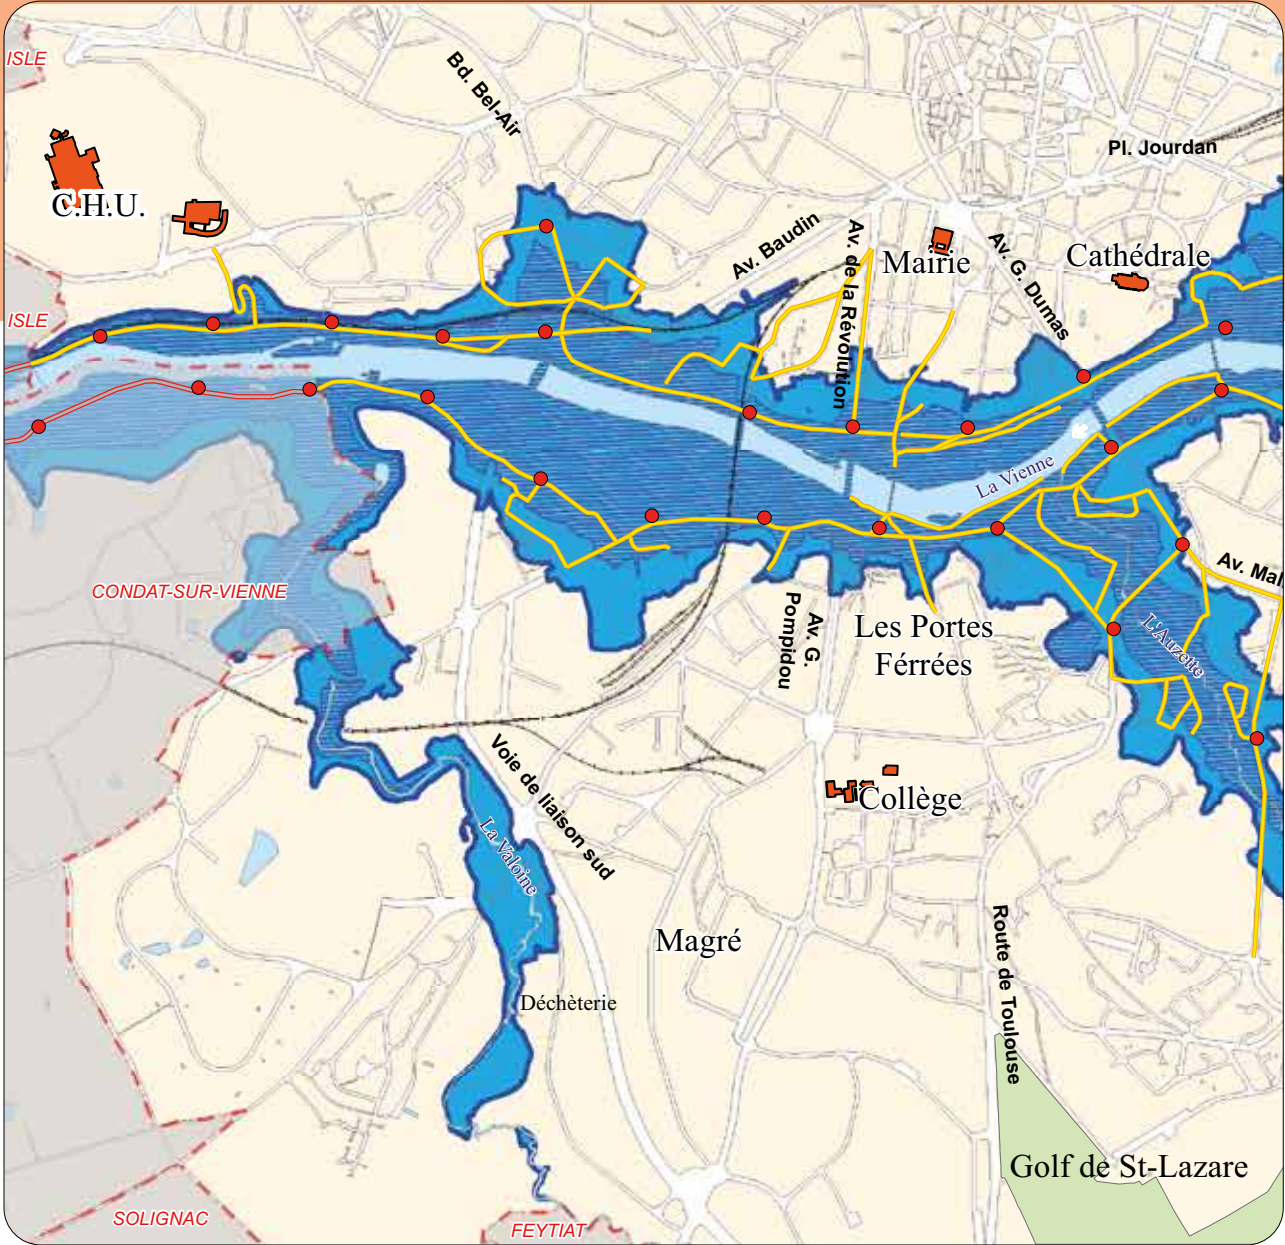 ISLE
Bd. Bel-Air
Pl. Jourdan
C.H.U.
Av. Baudin
Av. de la Révolution
Mairie
Av. G. Dumas
Cathédrale
ISLE
La Vienne
Av. Mal
CONDAT-SUR-VIENNE
Av. G.
Pompidou
Les Portes
Férrées
L'Auzette
Voie de liaison sud
Collège
La Valoine
Magré
Route de Toulouse
Déchèterie
Golf de St-Lazare
SOLIGNAC
FEYTIAT